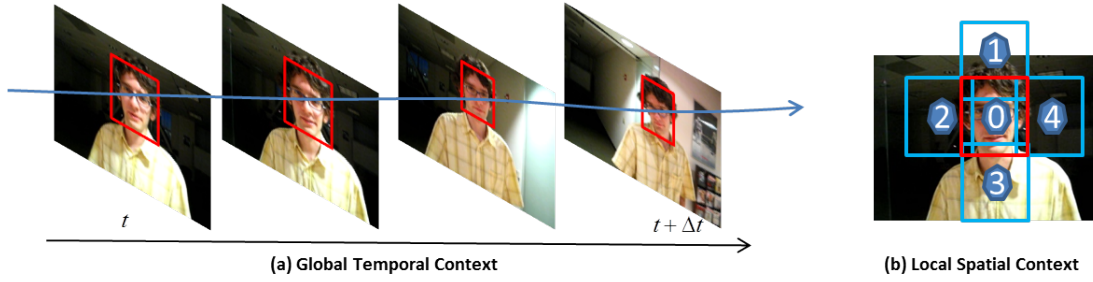 1
2 0 4
3
t
t + Δt
(a) Global Temporal Context
(b) Local Spatial Context